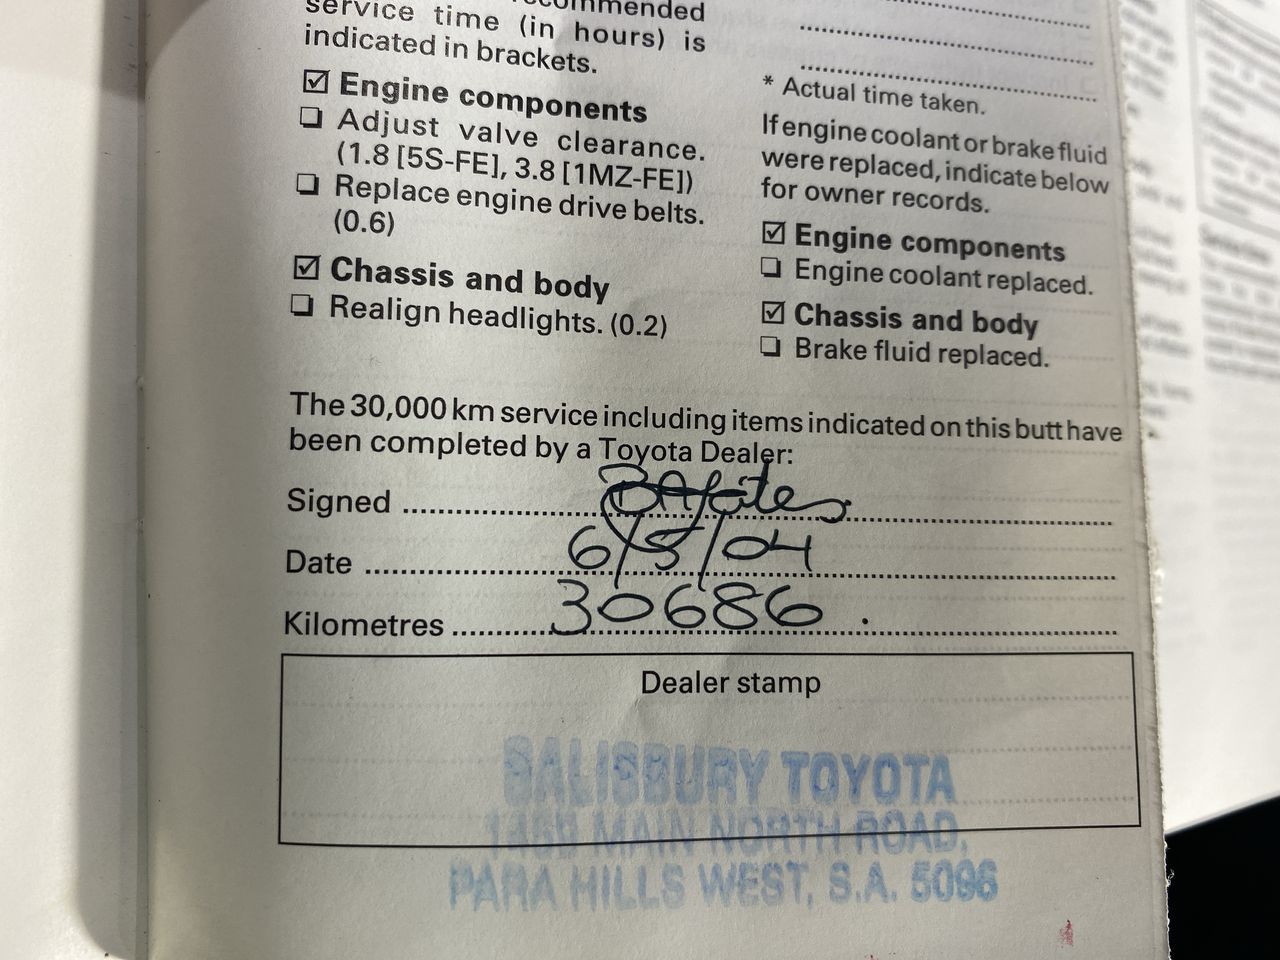 recommended
service time (in hours) is
indicated in brackets.
☑ Engine components
❏ Adjust valve clearance.
(1.8 [5S-FE], 3.8 [1MZ-FE])
❏ Replace engine drive belts.
(0.6)
☑ Chassis and body
❏ Realign headlights. (0.2)
* Actual time taken.
If engine coolant or brake fluid
were replaced, indicate below
for owner records.
☑ Engine components
❏ Engine coolant replaced.
☑ Chassis and body
❏ Brake fluid replaced.
The 30,000 km service including items indicated on this butt have
been completed by a Toyota Dealer:
Signed
Date 6/5/04
Kilometres 30686 .
Dealer stamp
SALISBURY TOYOTA
MAIN NORTH ROAD,
PARA HILLS WEST, S.A. 5096